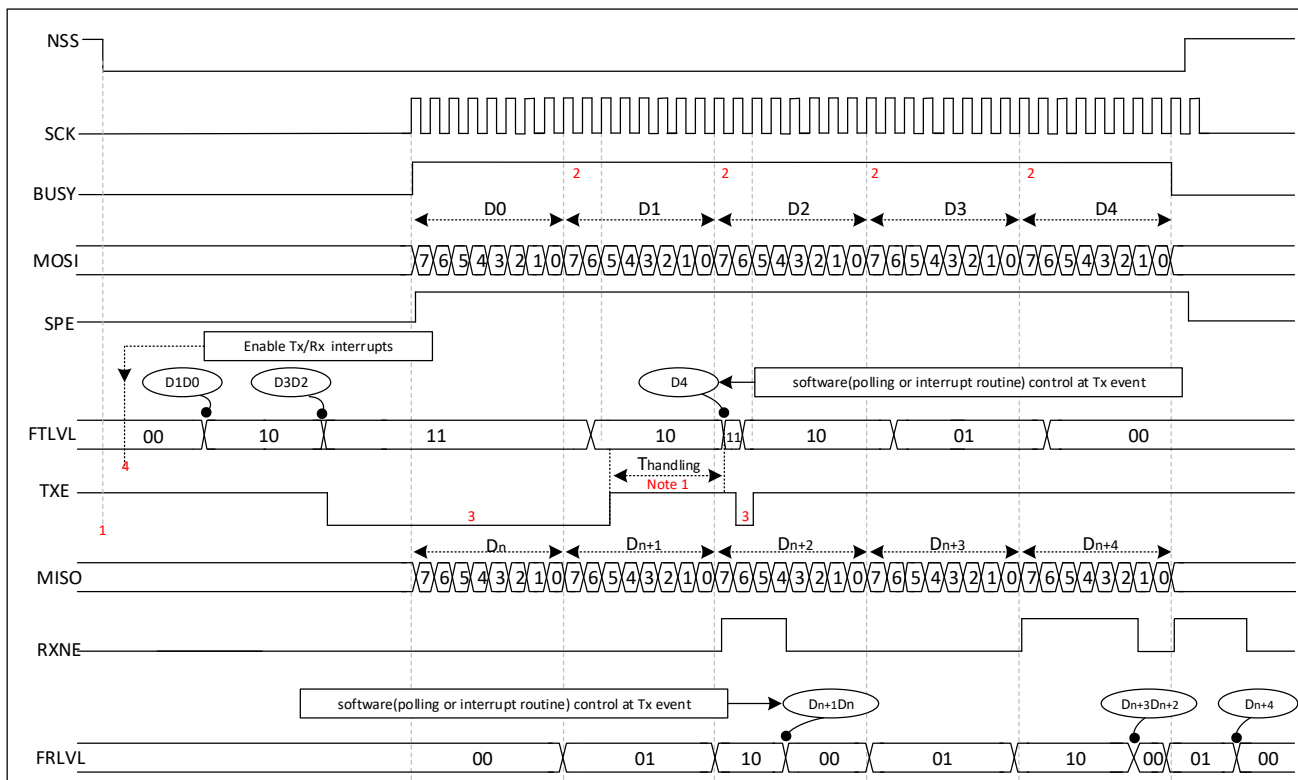 NSS
SCK
BUSY
2 2 2 2
D0 D1 D2 D3 D4
MOSI
7 6 5 4 3 2 1 0 7 6 5 4 3 2 1 0 7 6 5 4 3 2 1 0 7 6 5 4 3 2 1 0 7 6 5 4 3 2 1 0
SPE
Enable Tx/Rx interrupts
D1D0 D3D2 D4 software(polling or interrupt routine) control at Tx event
FTLVL 00 10 11 10 11 10 01 00
4
Thandling
Note 1
TXE
3 3
1
Dn Dn+1 Dn+2 Dn+3 Dn+4
MISO
7 6 5 4 3 2 1 0 7 6 5 4 3 2 1 0 7 6 5 4 3 2 1 0 7 6 5 4 3 2 1 0 7 6 5 4 3 2 1 0
RXNE
software(polling or interrupt routine) control at Tx event Dn+1Dn Dn+3Dn+2 Dn+4
FRLVL 00 01 10 00 01 10 00 01 00